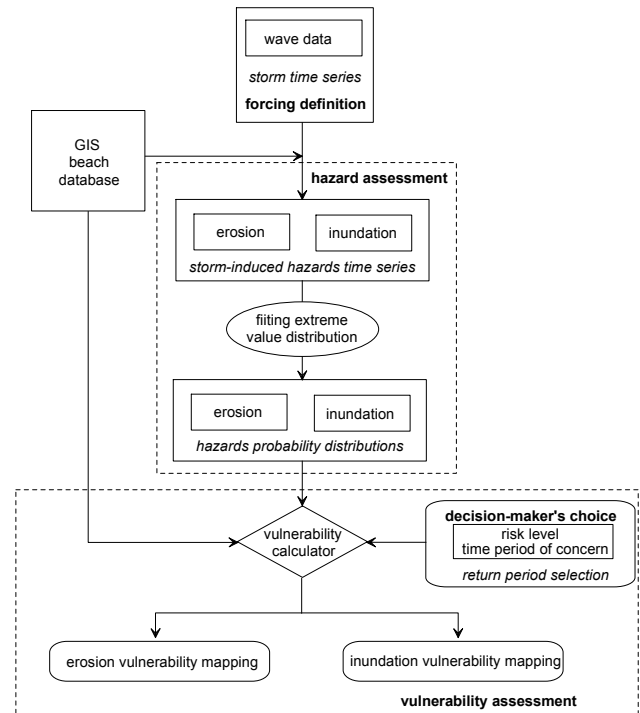 wave data
storm time series
forcing definition
GIS
beach
database
hazard assessment
erosion
inundation
storm-induced hazards time series
fiiting extreme
value distribution
erosion
inundation
hazards probability distributions
vulnerability
calculator
decision-maker's choice
risk level
time period of concern
return period selection
erosion vulnerability mapping
inundation vulnerability mapping
vulnerability assessment